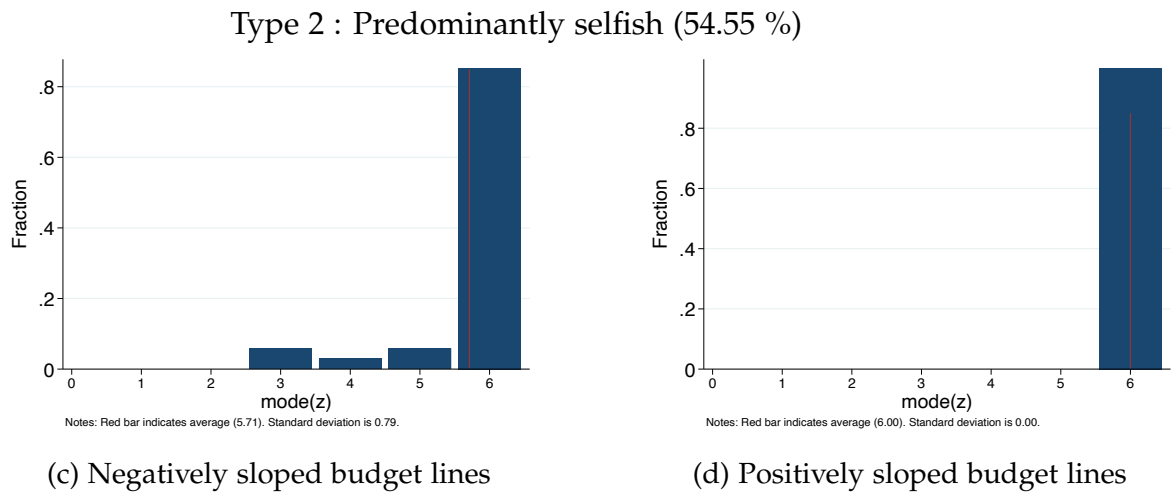 Type 2 : Predominantly selfish (54.55 %)
.8
.6
.4
.2
0
Fraction
0 1 2 3 4 5 6
mode(z)
Notes: Red bar indicates average (5.71). Standard deviation is 0.79.
(c) Negatively sloped budget lines
.8
.6
.4
.2
0
Fraction
0 1 2 3 4 5 6
mode(z)
Notes: Red bar indicates average (6.00). Standard deviation is 0.00.
(d) Positively sloped budget lines